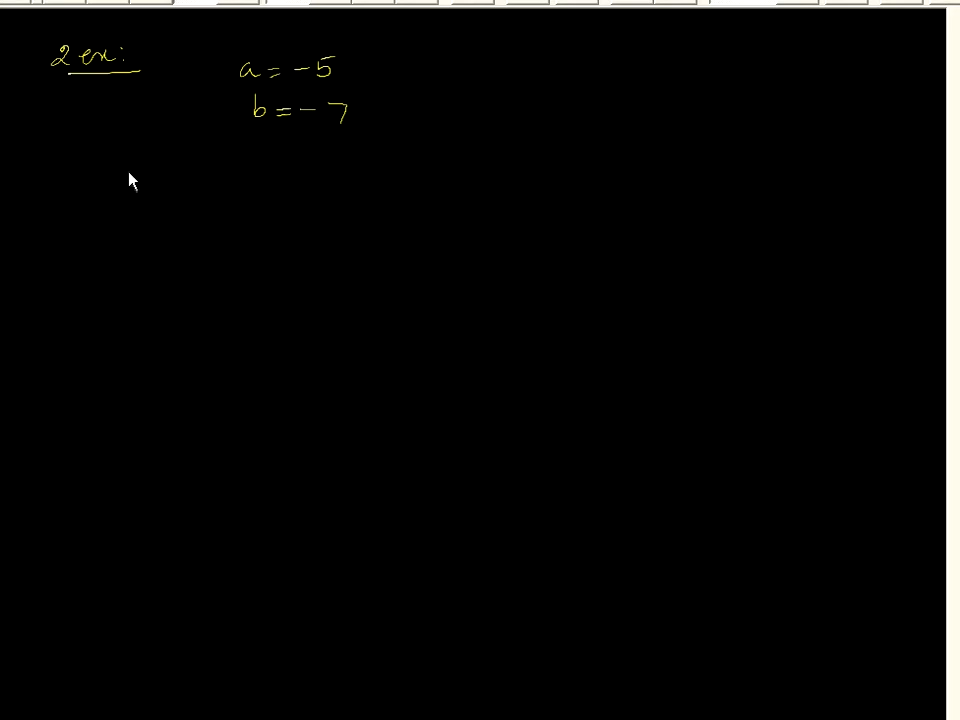 2 ex:
a = -5
b = -7